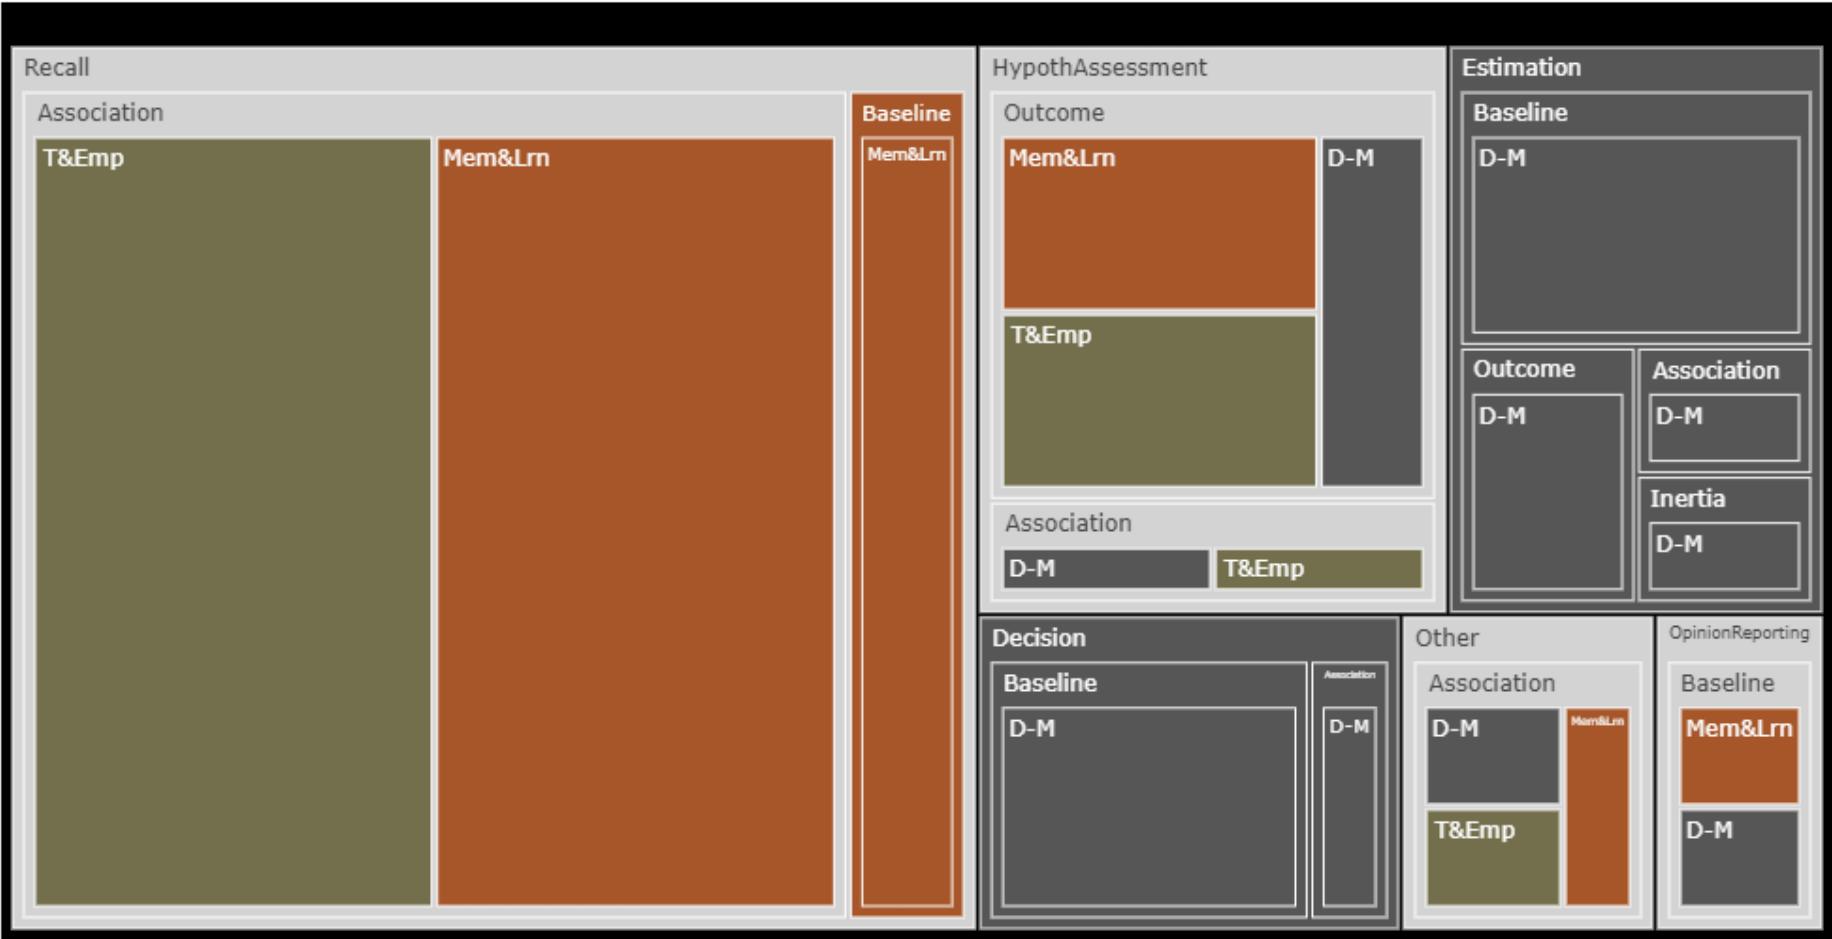 Recall
Association
T&Emp
Mem&Lrn
Baseline
Mem&Lrn
HypothAssessment
Outcome
Mem&Lrn
D-M
T&Emp
Association
D-M
T&Emp
Estimation
Baseline
D-M
Outcome
D-M
Association
D-M
Inertia
D-M
Decision
Baseline
D-M
Association
D-M
Other
Association
D-M
Mem&Lrn
T&Emp
OpinionReporting
Baseline
Mem&Lrn
D-M